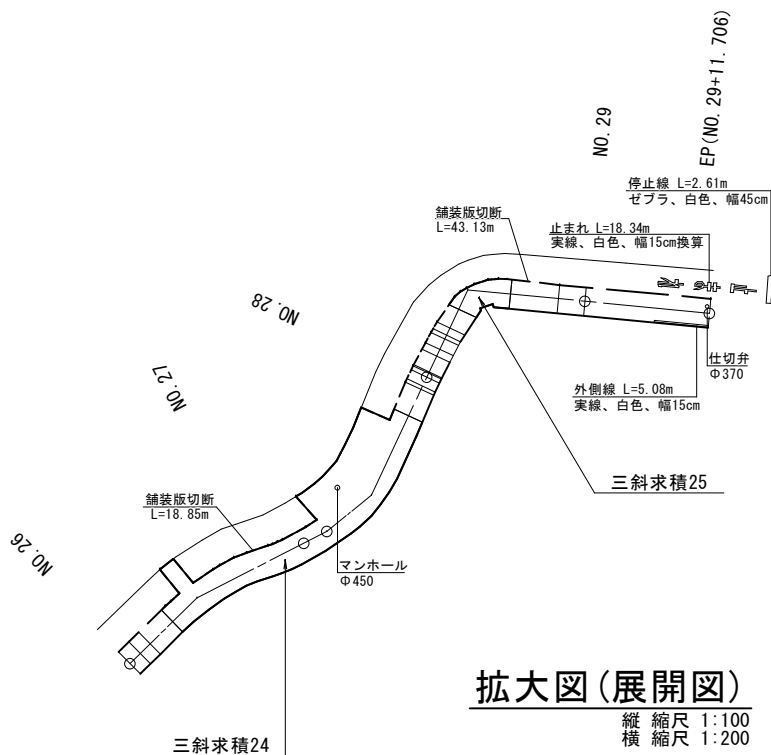 EP(NO.29+11.706)
NO.29
停止線 L=2.61m
ゼブラ、白色、幅45cm
舗装版切断
L=43.13m
止まれ L=18.34m
実線、白色、幅15cm換算
止まれ
NO.28
仕切弁
Φ370
NO.27
外側線 L=5.08m
実線、白色、幅15cm
三斜求積25
舗装版切断
L=18.85m
NO.26
マンホール
Φ450
拡大図(展開図)
縦 縮尺 1:100
横 縮尺 1:200
三斜求積24